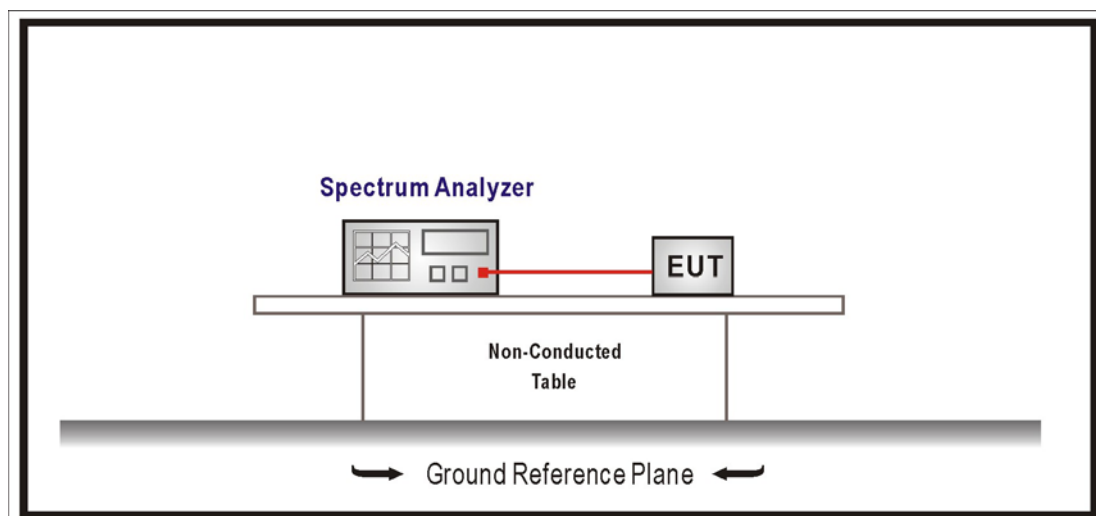 Spectrum Analyzer
EUT
Non-Conducted
Table
Ground Reference Plane